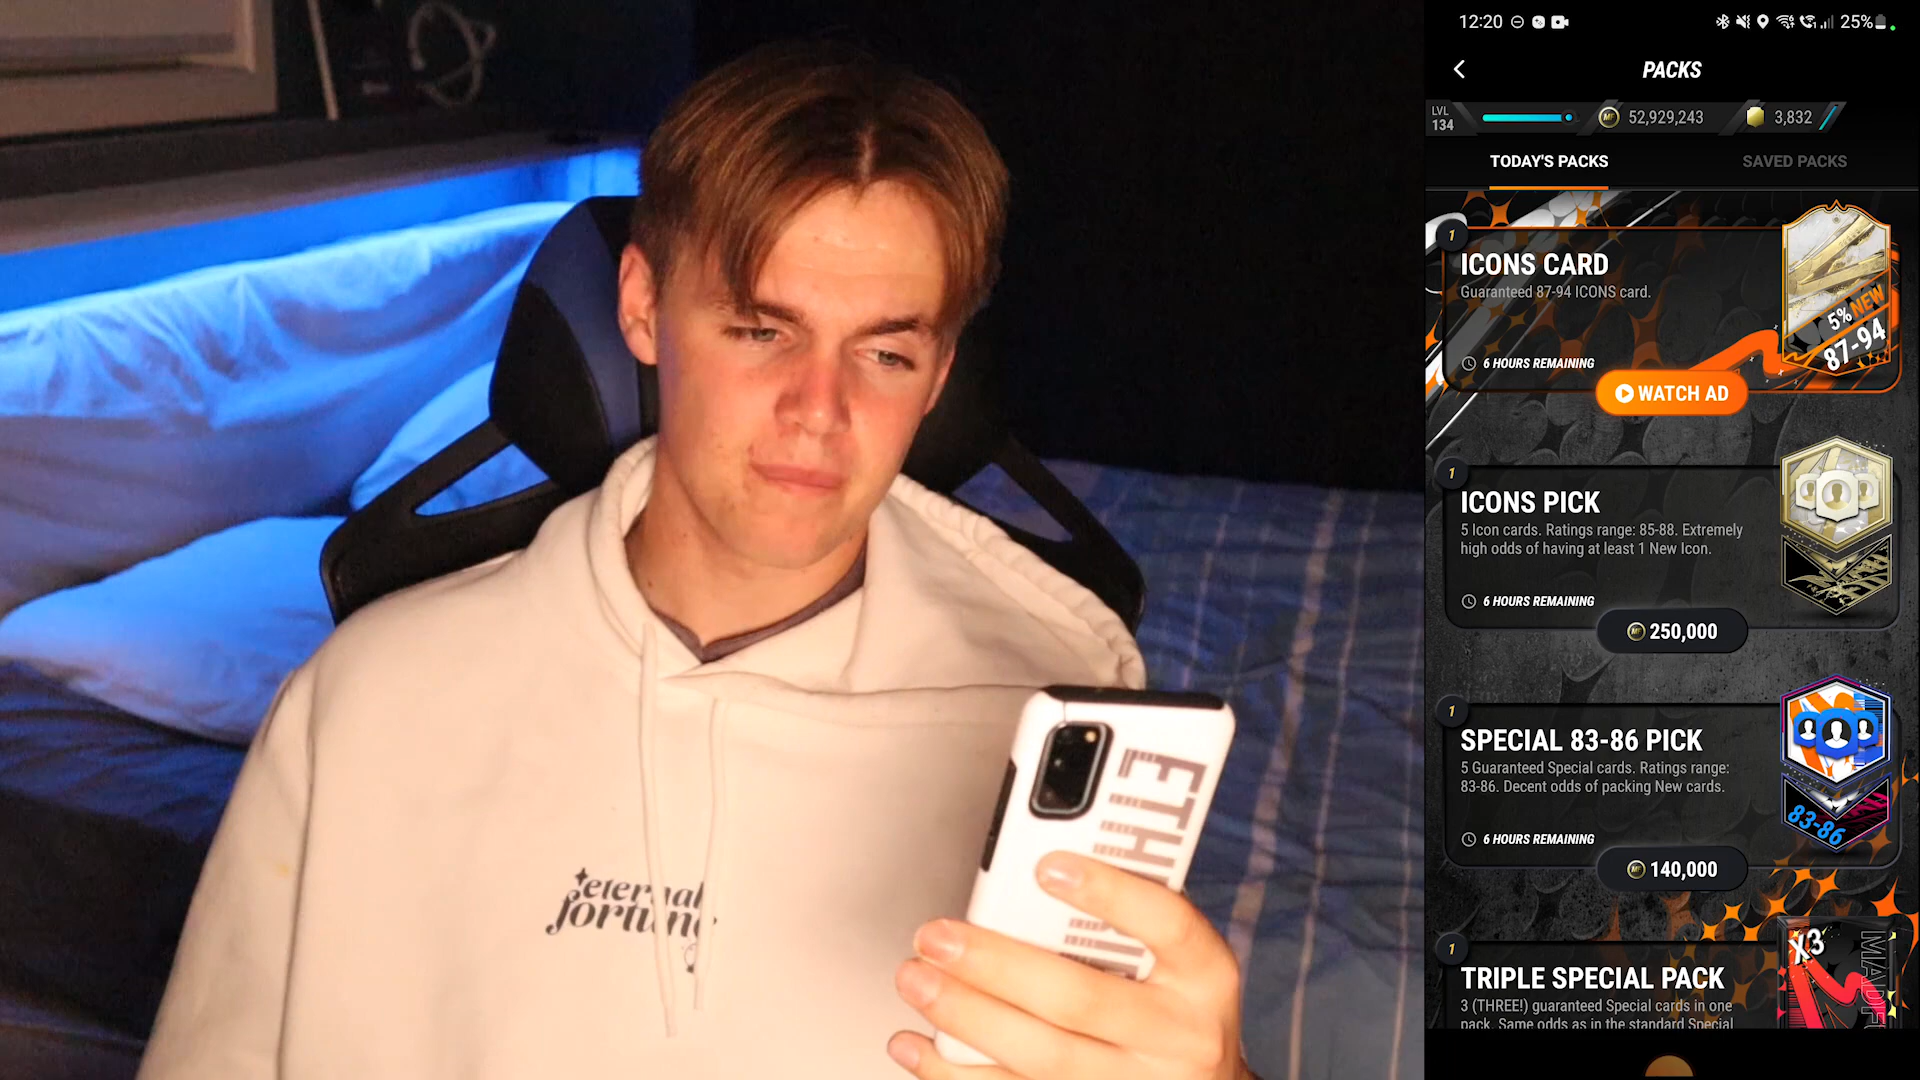 12:20
25%
PACKS
LVL
134
52,929,243
3,832
TODAY'S PACKS
SAVED PACKS
1
ICONS CARD
Guaranteed 87-94 ICONS card.
5% NEW
87-94
6 HOURS REMAINING
WATCH AD
1
ICONS PICK
5 Icon cards. Ratings range: 85-88. Extremely
high odds of having at least 1 New Icon.
6 HOURS REMAINING
MF 250,000
1
SPECIAL 83-86 PICK
5 Guaranteed Special cards. Ratings range:
83-86. Decent odds of packing New cards.
83-86
6 HOURS REMAINING
MF 140,000
1
X3
TRIPLE SPECIAL PACK
3 (THREE!) guaranteed Special cards in one
pack. Same odds as in the standard Special
eternal
fortune